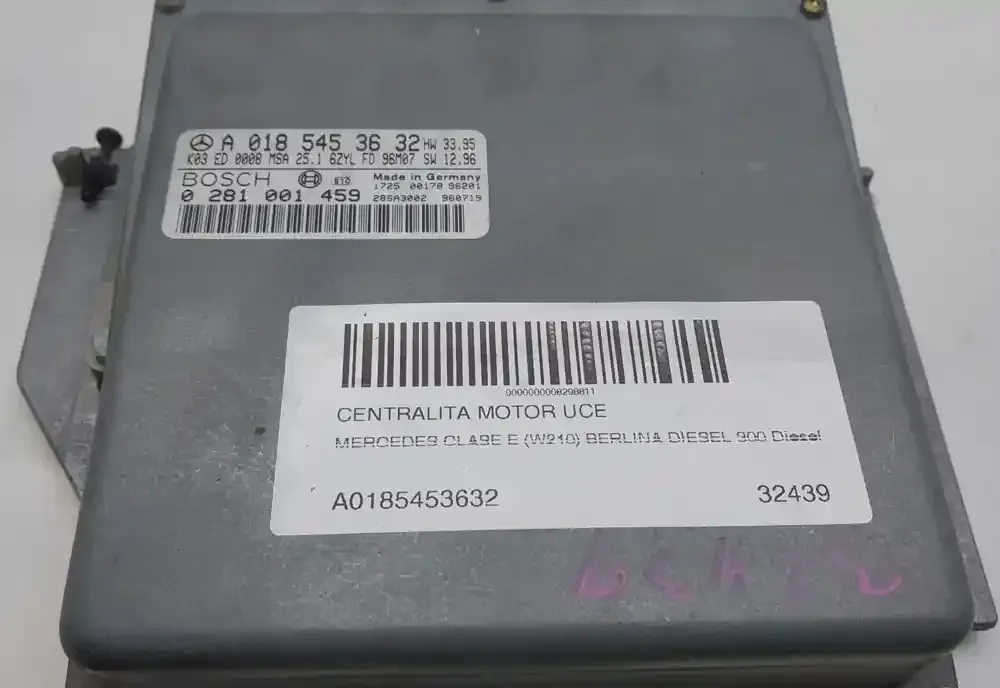 A 018 545 36 32 HW 33.95
K03 ED 0008 MSA 25.1 6ZYL FD 96M07 SW 12.96
BOSCH Made in Germany
1725 00178 96201
0 281 001 459 28SA3002 960719
0000000008298811
CENTRALITA MOTOR UCE
MERCEDES CLASE E (W210) BERLINA DIESEL 300 Diesel
A0185453632 32439